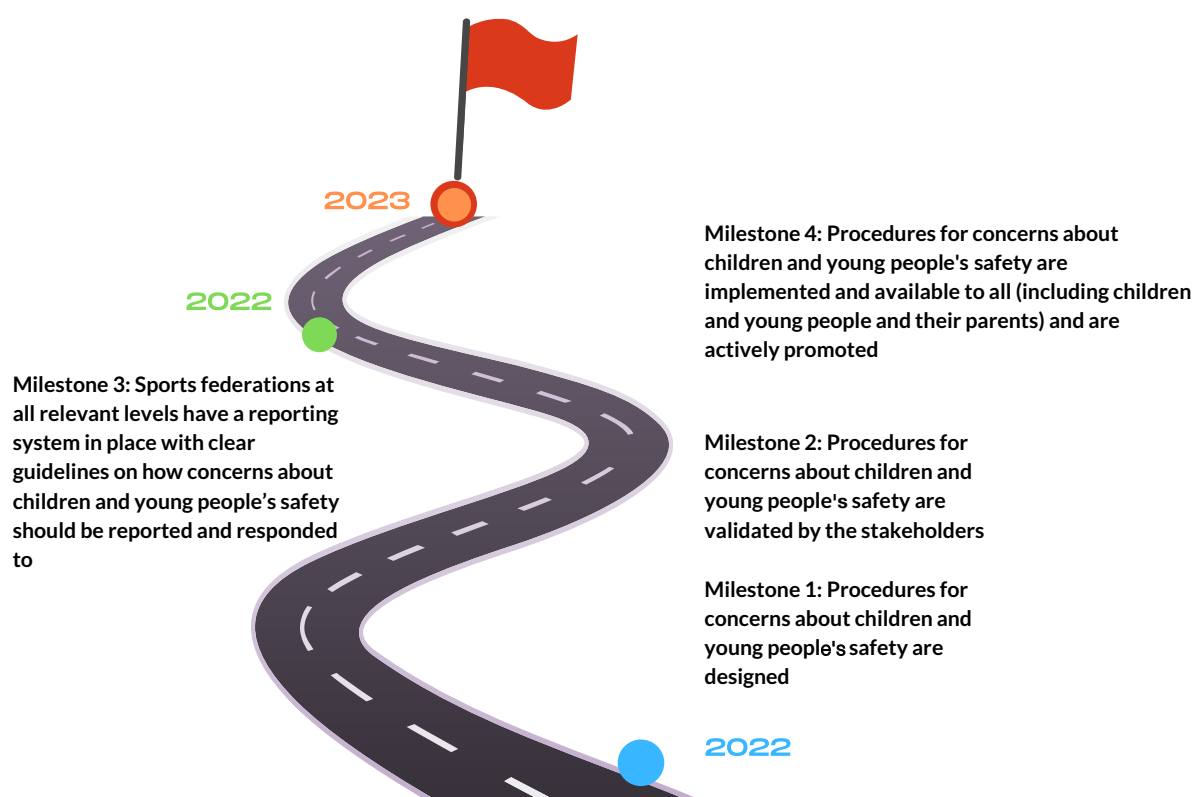 2023
Milestone 4: Procedures for concerns about
children and young people's safety are
implemented and available to all (including children
and young people and their parents) and are
actively promoted
2022
Milestone 3: Sports federations at
all relevant levels have a reporting
system in place with clear
guidelines on how concerns about
children and young people’s safety
should be reported and responded
to
Milestone 2: Procedures for
concerns about children and
young people's safety are
validated by the stakeholders
Milestone 1: Procedures for
concerns about children and
young people's safety are
designed
2022